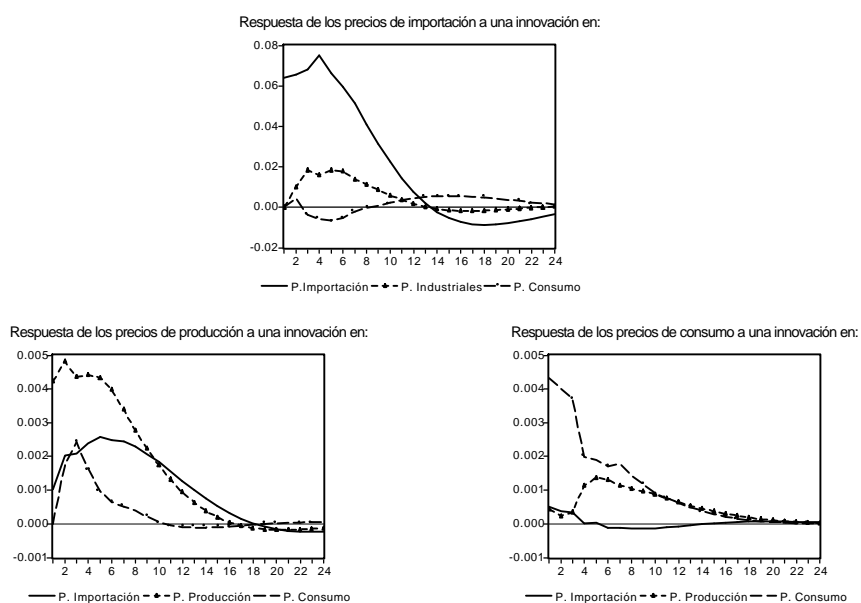 Respuesta de los precios de importación a una innovación en:
0.08
0.06
0.04
0.02
0.00
-0.02
2 4 6 8 10 12 14 16 18 20 22 24
P.Importación P. Industriales P. Consumo
Respuesta de los precios de producción a una innovación en:
0.005
0.004
0.003
0.002
0.001
0.000
-0.001
2 4 6 8 10 12 14 16 18 20 22 24
P. Importación P. Producción P. Consumo
Respuesta de los precios de consumo a una innovación en:
0.005
0.004
0.003
0.002
0.001
0.000
-0.001
2 4 6 8 10 12 14 16 18 20 22 24
P. Importación P. Producción P. Consumo